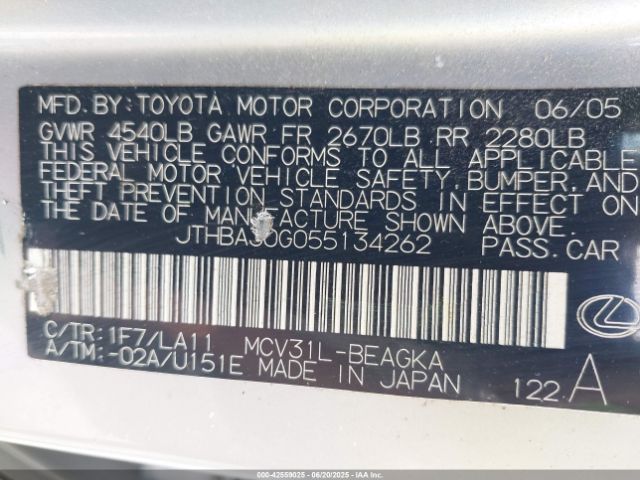 MFD.BY:TOYOTA MOTOR CORPORATION 06/05
GVWR 4540LB GAWR FR 2670LB RR 2280LB
THIS VEHICLE CONFORMS TO ALL APPLICABLE
FEDERAL MOTOR VEHICLE SAFETY,BUMPER,AND
THEFT PREVENTION STANDARDS IN EFFECT ON
THE DATE OF MANUFACTURE SHOWN ABOVE.
JTHBA30G055134262 PASS.CAR
C/TR:1F7/LA11 MCV31L-BEAGKA
A/TM:-02A/U151E MADE IN JAPAN
122 A
000-42559025 | 06/20/2025 | IAAI.COM